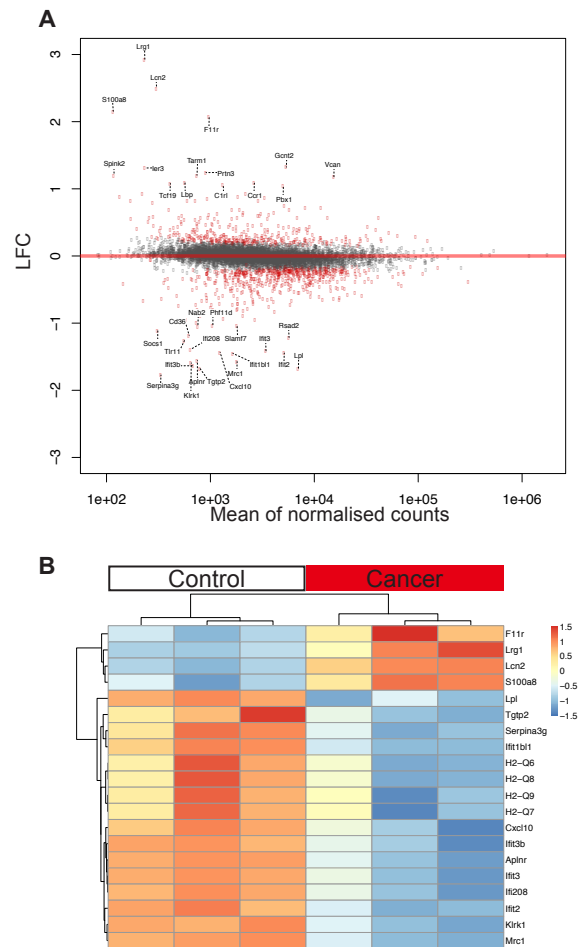 A
3
2
1
0
−1
−2
−3
LFC
Lrg1
Lcn2
S100a8
F11r
Gcnt2
Tarm1
Spink2
Ier3
Prtn3
Vcan
Tcf19
Lbp
C1rl
Ccr1
Pbx1
Nab2
Phf11d
Cd36
Rsad2
Socs1
Ifi208
Slamf7
Ifit3
Tlr11
Ifit3b
Ifit1bl1
Ifit2
Lpl
Mrc1
Serpina3g
Aplnr
Tgtp2
Cxcl10
Klrk1
1e+02 1e+03 1e+04 1e+05 1e+06
Mean of normalised counts
B
Control Cancer
F11r
Lrg1
Lcn2
S100a8
Lpl
Tgtp2
Serpina3g
Ifit1bl1
H2−Q6
H2−Q8
H2−Q9
H2−Q7
Cxcl10
Ifit3b
Aplnr
Ifit3
Ifi208
Ifit2
Klrk1
Mrc1
1.5
1
0.5
0
−0.5
−1
−1.5